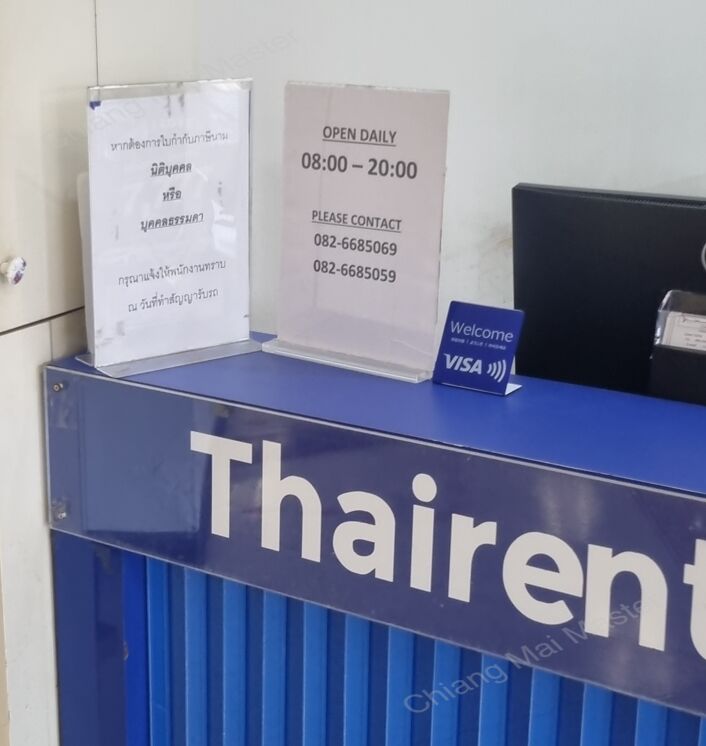 หากต้องการใบกำกับภาษีนาม
นิติบุคคล
หรือ
บุคคลธรรมดา
กรุณาแจ้งให้พนักงานทราบ
ณ วันที่ทำสัญญารับรถ
OPEN DAILY
08:00 – 20:00
PLEASE CONTACT
082-6685069
082-6685059
Welcome
VISA
Thairent
Chiang Mai Master
Chiang Mai Master